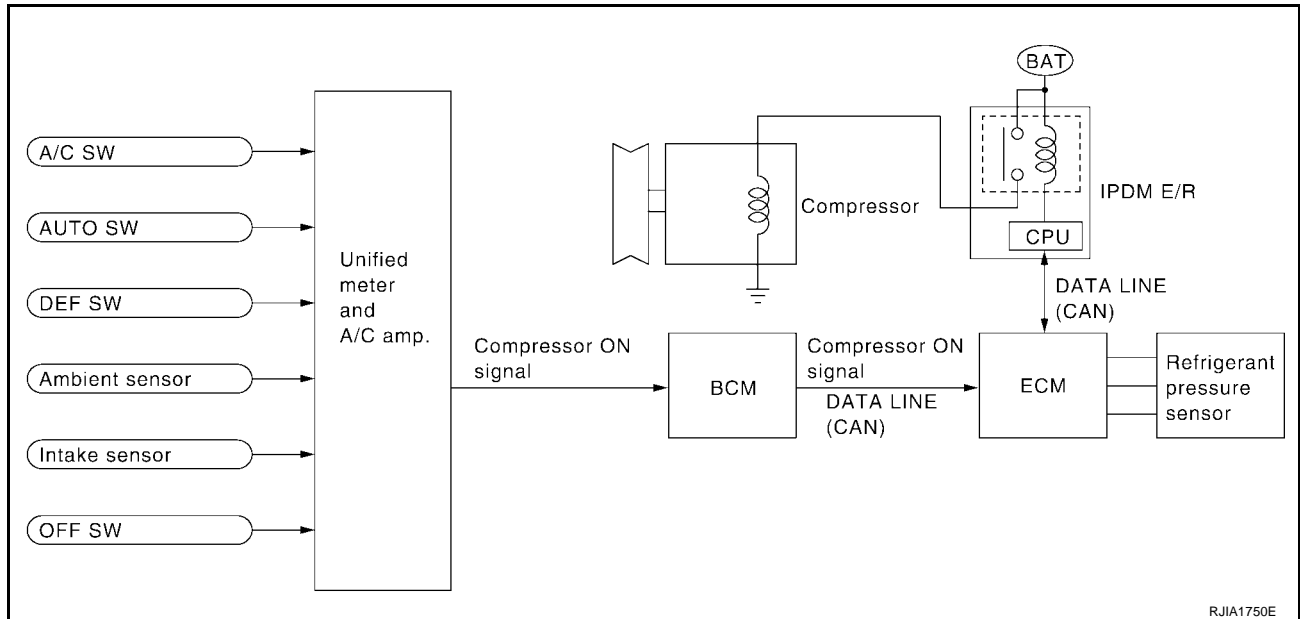 BAT
A/C SW
AUTO SW
DEF SW
Ambient sensor
Intake sensor
OFF SW
Unified
meter
and
A/C amp.
Compressor
IPDM E/R
CPU
DATA LINE
(CAN)
Compressor ON
signal
BCM
Compressor ON
signal
DATA LINE
(CAN)
ECM
Refrigerant
pressure
sensor
RJIA1750E